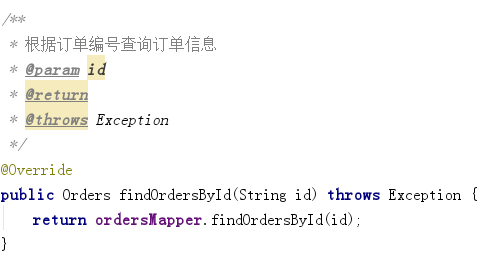 /**
 * 根据订单编号查询订单信息
 * @param id
 * @return
 * @throws Exception
 */
@Override
public Orders findOrdersById(String id) throws Exception {
    return ordersMapper.findOrdersById(id);
}